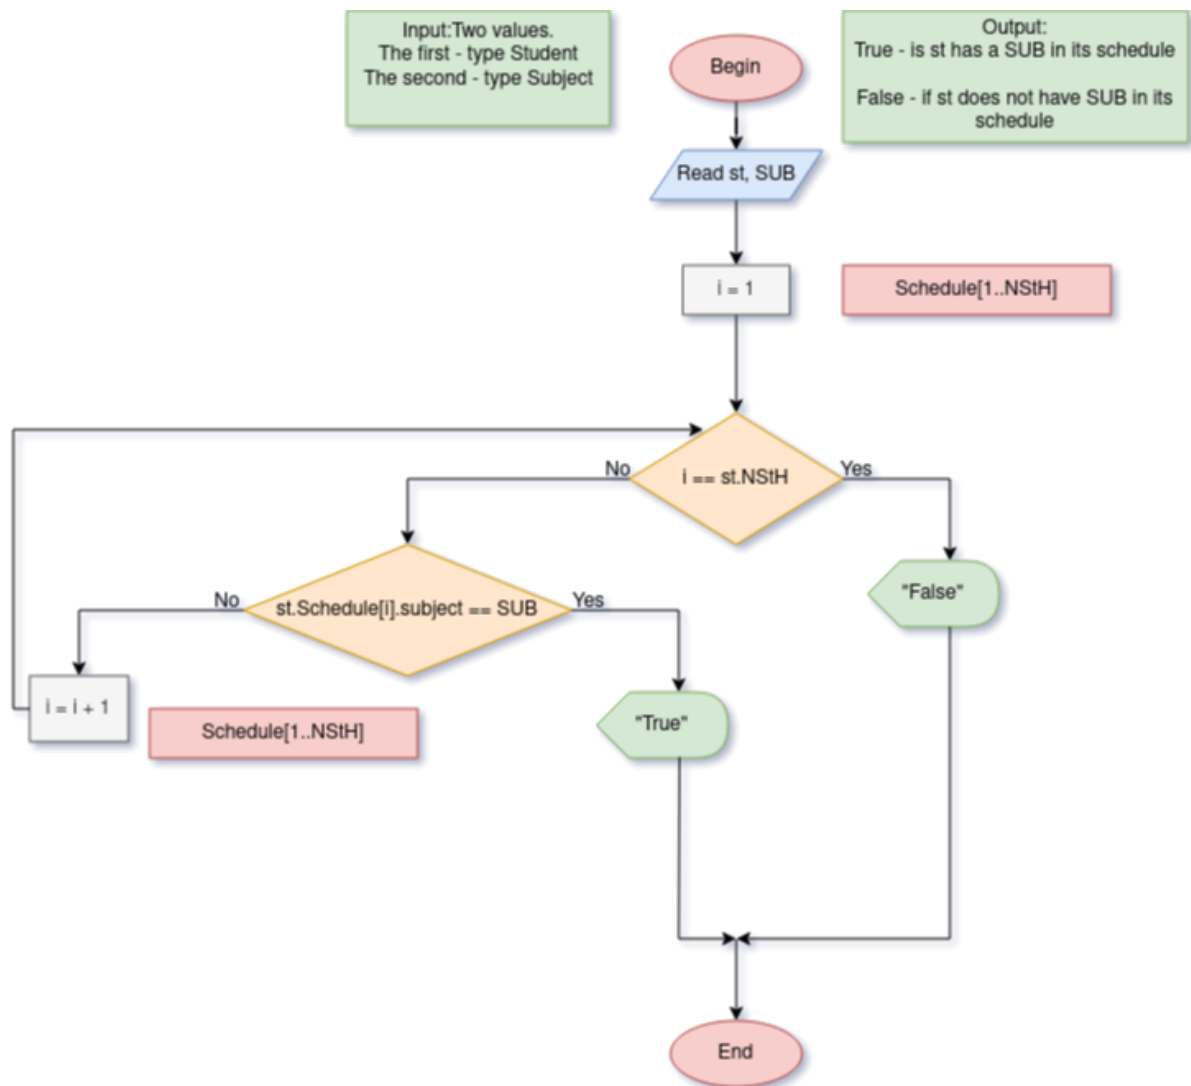 Input:Two values.
The first - type Student
The second - type Subject
Begin
Output:
True - is st has a SUB in its schedule
False - if st does not have SUB in its
schedule
Read st, SUB
i = 1
Schedule[1..NStH]
i == st.NStH
No
Yes
"False"
st.Schedule[i].subject == SUB
No
Yes
i = i + 1
Schedule[1..NStH]
"True"
End